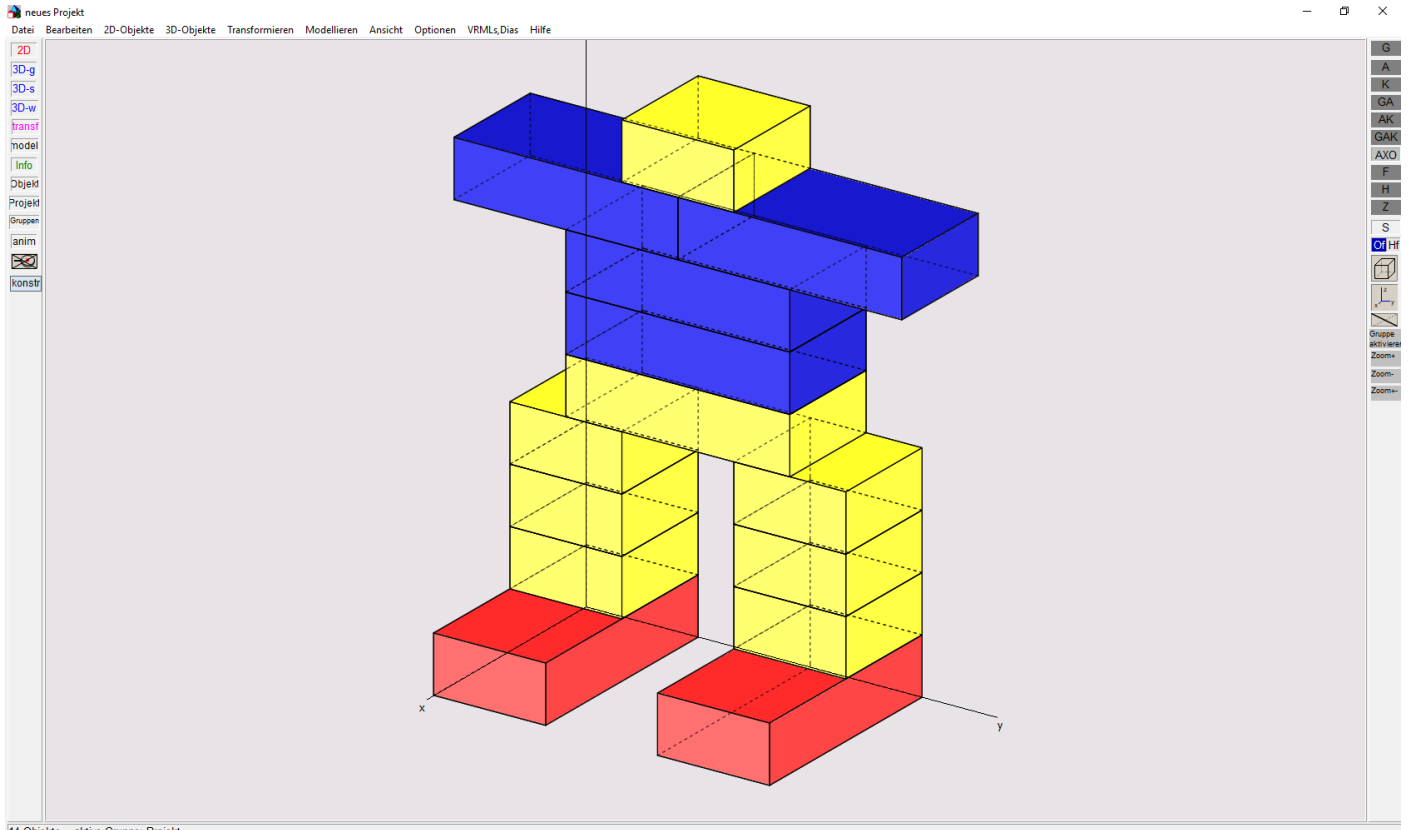 neues Projekt
Datei Bearbeiten 2D-Objekte 3D-Objekte Transformieren Modellieren Ansicht Optionen VRMLs,Dias Hilfe
2D
3D-g
3D-s
3D-w
transf
model
Info
Objekt
Projekt
Gruppen
anim
konstr
x
y
G
A
K
GA
AK
GAK
AXO
F
H
Z
S
Of Hf
z
x y
Gruppe
aktivieren
Zoom+
Zoom-
Zoom+-